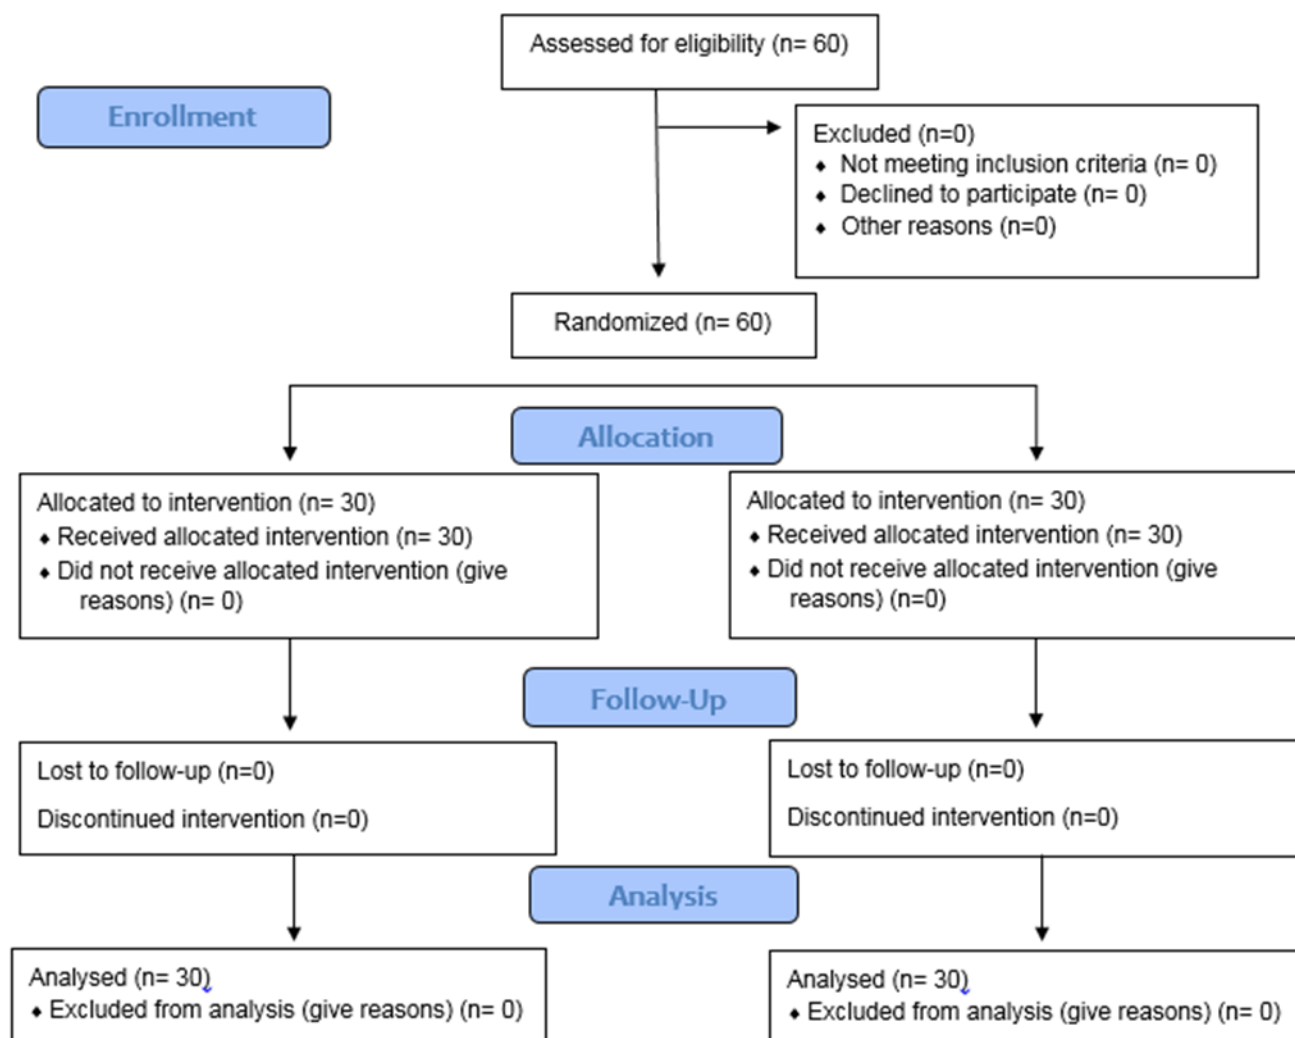 Assessed for eligibility (n= 60)
Enrollment
Excluded (n=0)
⬧ Not meeting inclusion criteria (n= 0)
⬧ Declined to participate (n= 0)
⬧ Other reasons (n=0)
Randomized (n= 60)
Allocation
Allocated to intervention (n= 30)
⬧ Received allocated intervention (n= 30)
⬧ Did not receive allocated intervention (give
reasons) (n= 0)
Allocated to intervention (n= 30)
⬧ Received allocated intervention (n= 30)
⬧ Did not receive allocated intervention (give
reasons) (n=0)
Follow-Up
Lost to follow-up (n=0)
Discontinued intervention (n=0)
Lost to follow-up (n=0)
Discontinued intervention (n=0)
Analysis
Analysed (n= 30)
⬧ Excluded from analysis (give reasons) (n= 0)
Analysed (n= 30)
⬧ Excluded from analysis (give reasons) (n= 0)